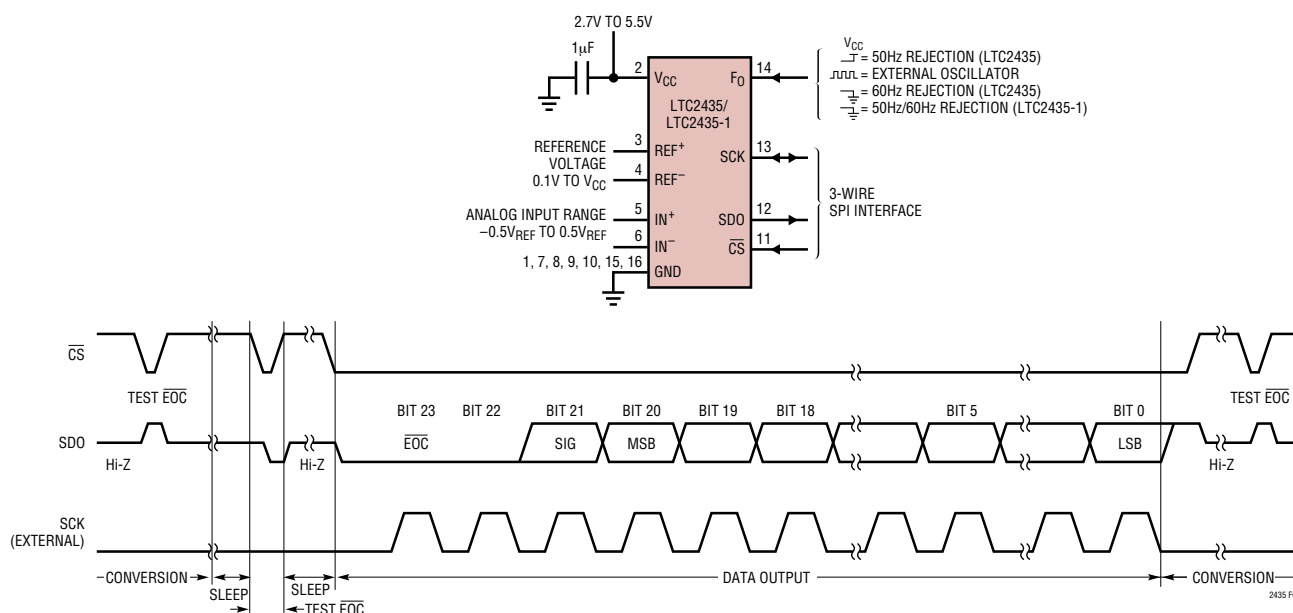 2.7V TO 5.5V
1µF
2
VCC
FO
14
LTC2435/
LTC2435-1
VCC
= 50Hz REJECTION (LTC2435)
= EXTERNAL OSCILLATOR
= 60Hz REJECTION (LTC2435)
= 50Hz/60Hz REJECTION (LTC2435-1)
REFERENCE
VOLTAGE
0.1V TO VCC
3
REF+
4
REF–
SCK
13
ANALOG INPUT RANGE
–0.5VREF TO 0.5VREF
5
IN+
6
IN–
SDO
12
CS
11
3-WIRE
SPI INTERFACE
1, 7, 8, 9, 10, 15, 16
GND
CS
TEST EOC
TEST EOC
BIT 23
BIT 22
BIT 21
BIT 20
BIT 19
BIT 18
BIT 5
BIT 0
SDO
EOC
SIG
MSB
LSB
Hi-Z
Hi-Z
Hi-Z
SCK
(EXTERNAL)
CONVERSION
SLEEP
SLEEP
TEST EOC
DATA OUTPUT
CONVERSION